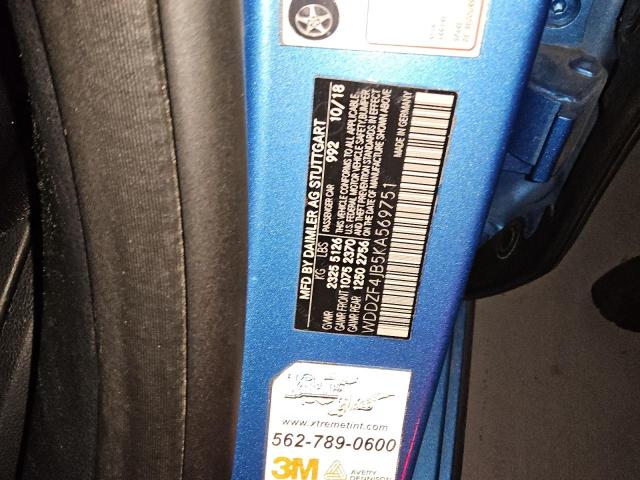 MFD BY DAIMLER AG STUTTGART
KG LBS PASSENGER CAR 992 10/18
GVWR 2325 5126 THIS VEHICLE CONFORMS TO ALL APPLICABLE
GAWR FRONT 1075 2370 U.S. FEDERAL MOTOR VEHICLE SAFETY, BUMPER
GAWR REAR 1250 2756 AND THEFT PREVENTION STANDARDS IN EFFECT
ON THE DATE OF MANUFACTURE SHOWN ABOVE
WDDZF4JB5KA569751 MADE IN GERMANY
www.xtremetint.com
562-789-0600
3M AVERY
DENNISON